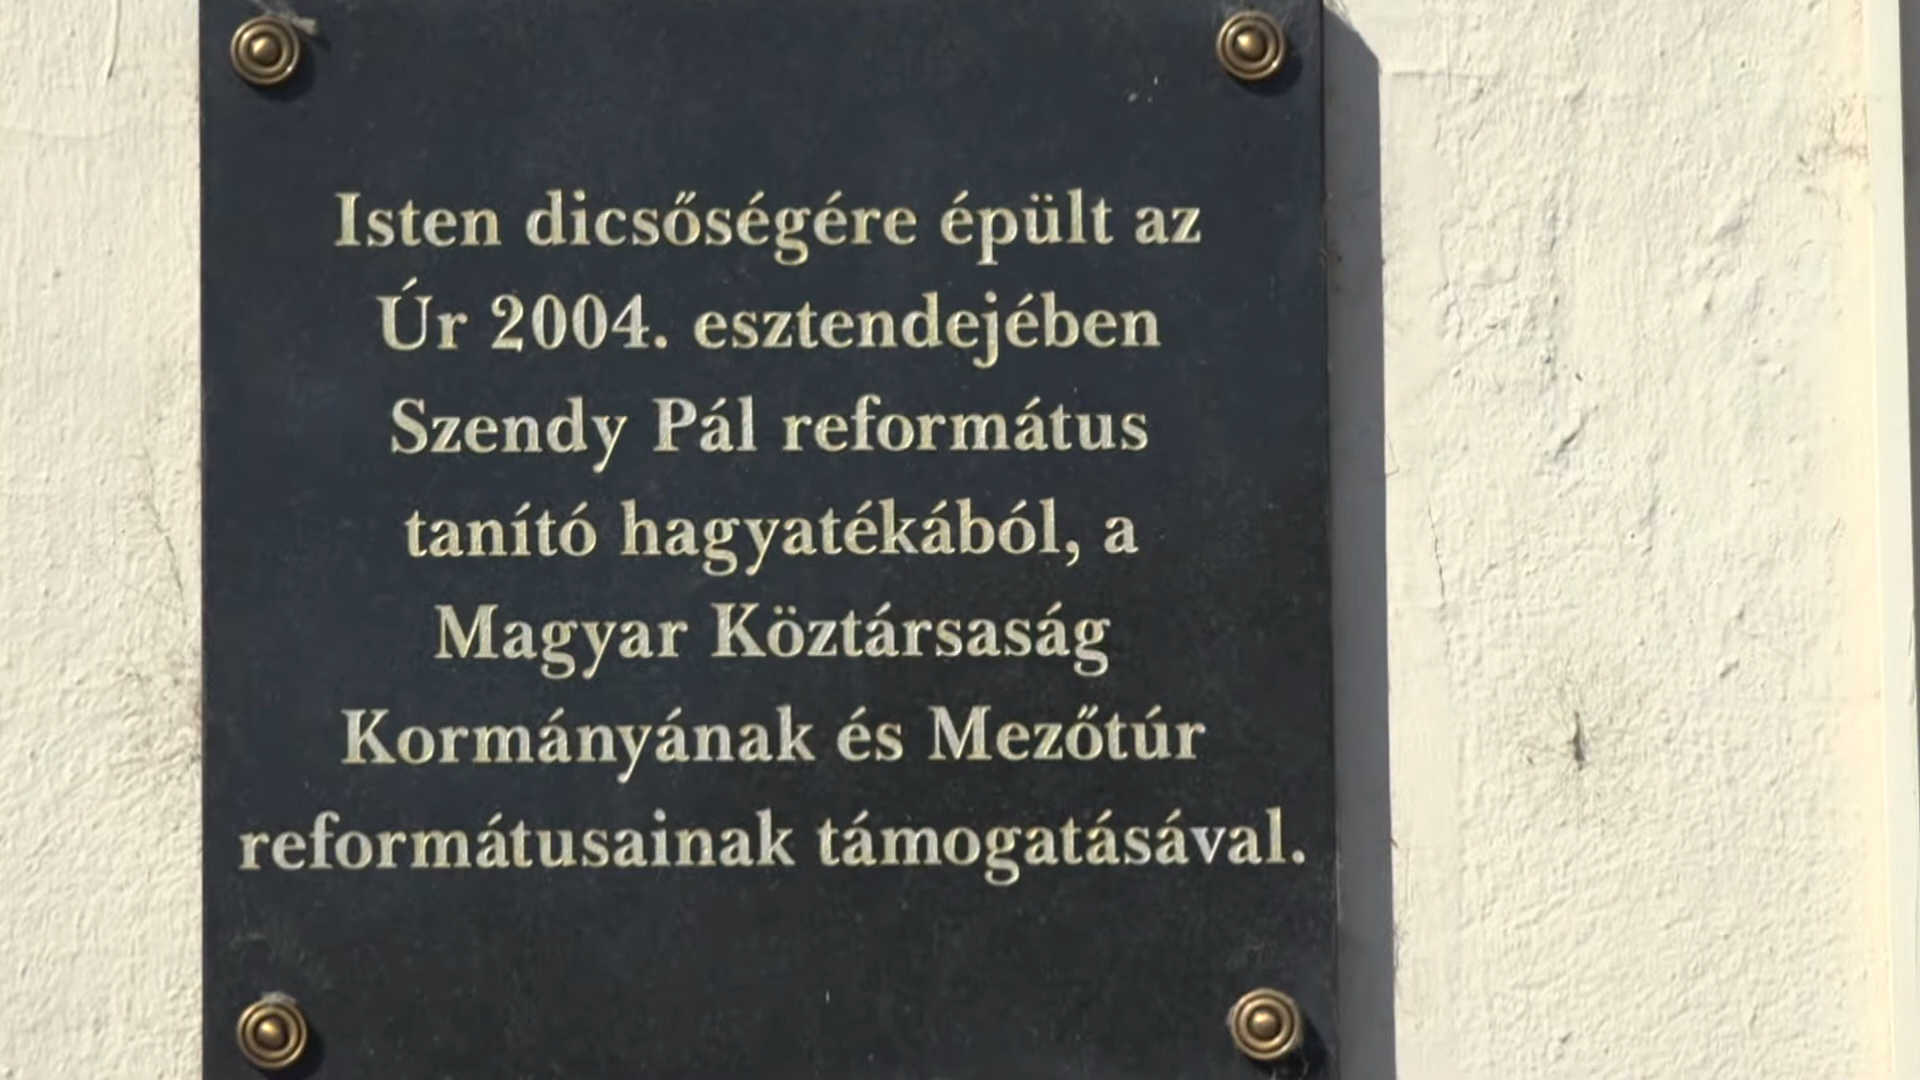 Isten dicsőségére épült az
Úr 2004. esztendejében
Szendy Pál református
tanító hagyatékából, a
Magyar Köztársaság
Kormányának és Mezőtúr
reformátusainak támogatásával.